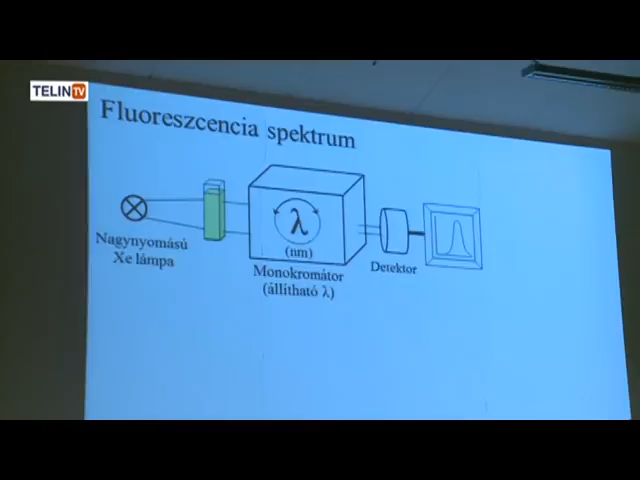 TELIN TV
Fluoreszcencia spektrum
λ
(nm)
Nagynyomású
Xe lámpa
Monokromátor
(állítható λ)
Detektor